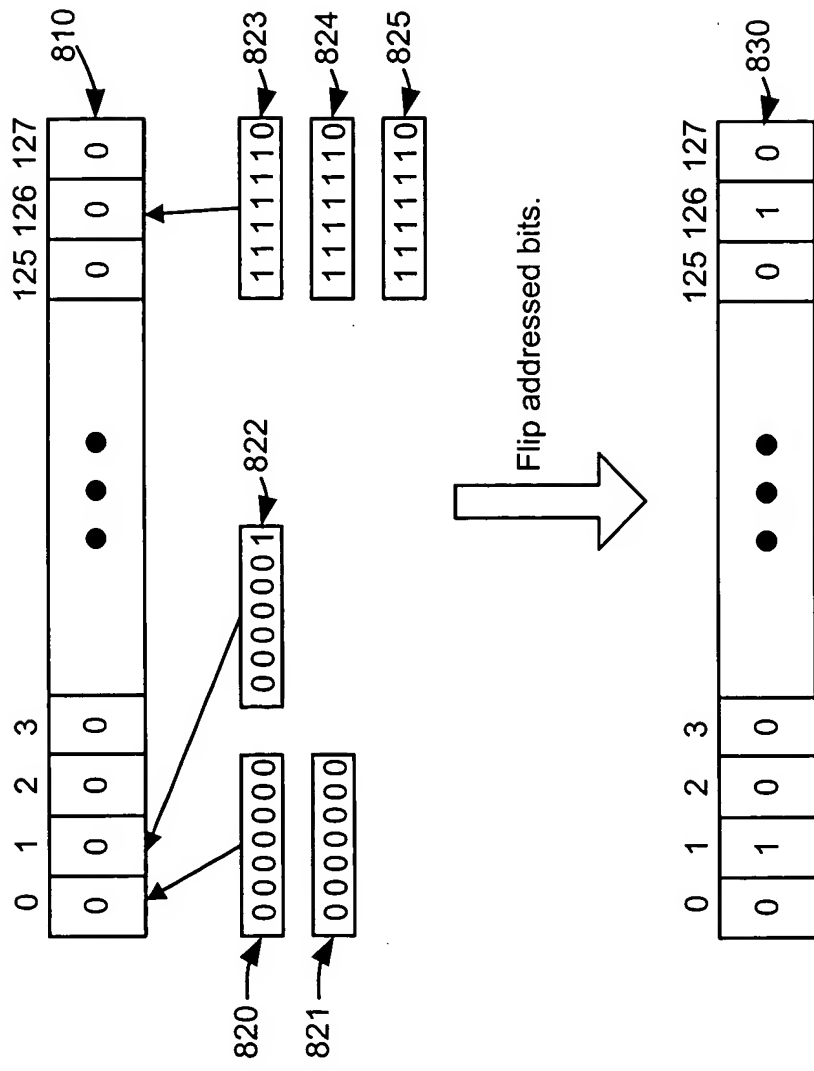 0 1 2 3 125 126 127
0 0 0 0 ● ● ● 0 0 0 810
820 0000000 0000001 822 1111110 823
821 0000000 1111110 824
1111110 825
Flip addressed bits.
0 1 2 3 125 126 127
0 1 0 0 ● ● ● 0 1 0 830